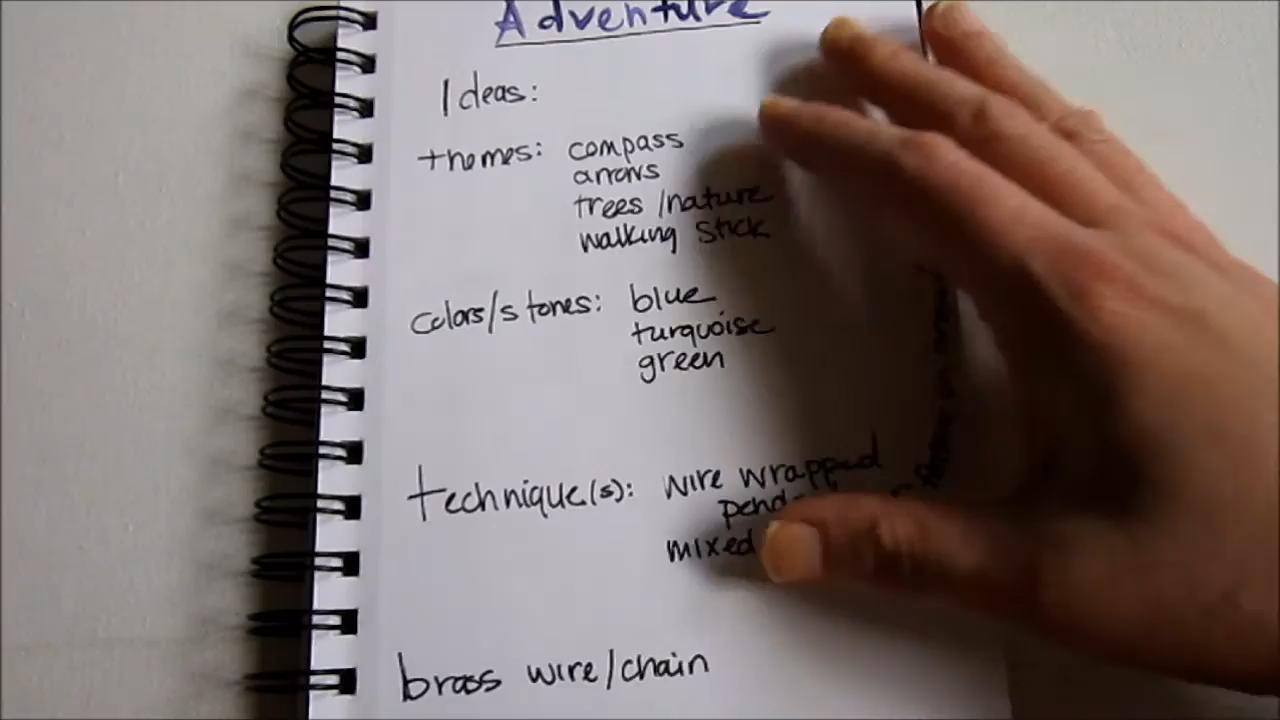 Adventure
Ideas:
themes: compass
arrows
trees/nature
walking stick
colors/stones: blue
turquoise
green
technique(s): wire wrapped
mixed
brass wire/chain